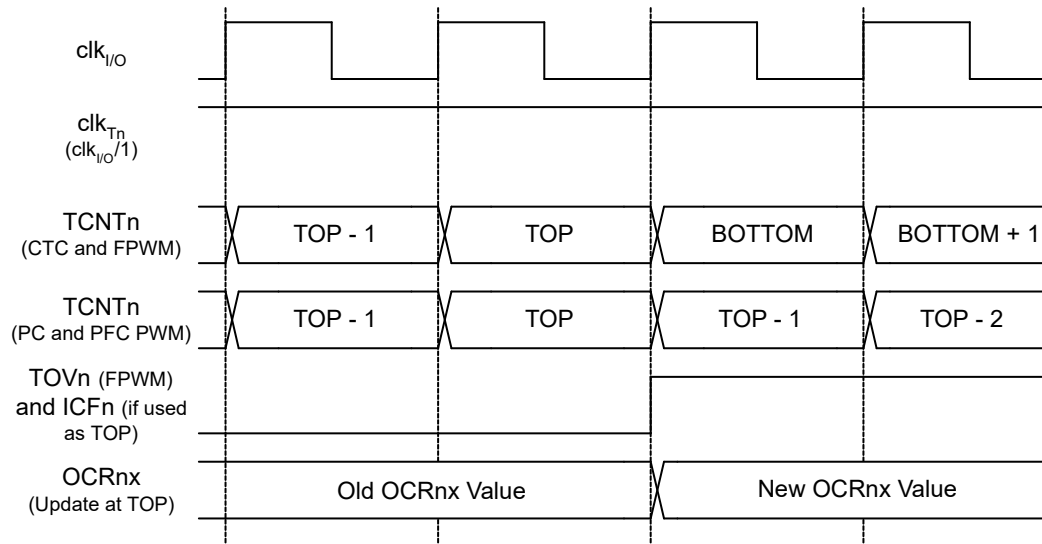 clkI/O
clkTn
(clkI/O/1)
TCNTn
(CTC and FPWM)
TOP - 1
TOP
BOTTOM
BOTTOM + 1
TCNTn
(PC and PFC PWM)
TOP - 1
TOP
TOP - 1
TOP - 2
TOVn (FPWM)
and ICFn (if used
as TOP)
OCRnx
(Update at TOP)
Old OCRnx Value
New OCRnx Value